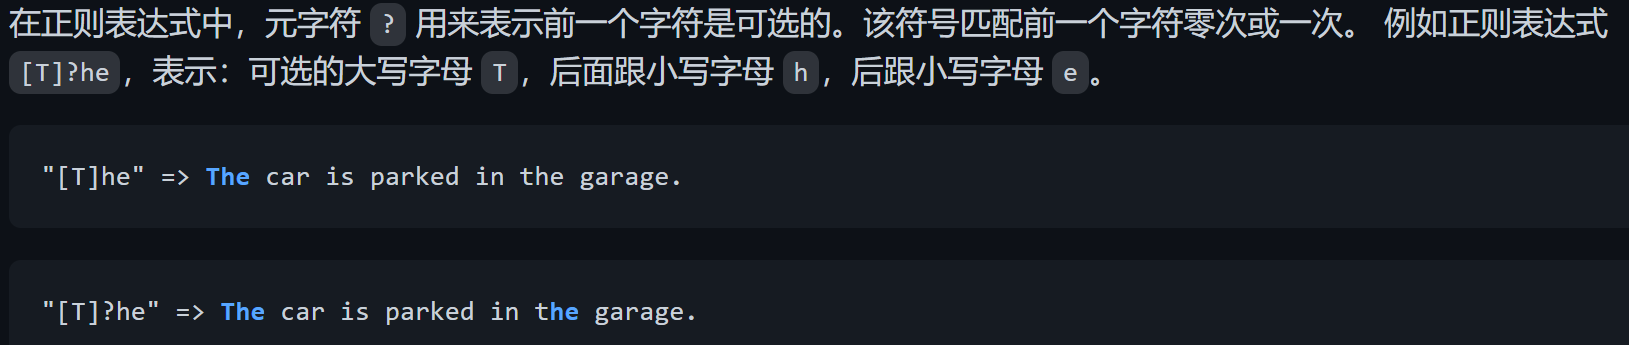 在正则表达式中，元字符 ? 用来表示前一个字符是可选的。该符号匹配前一个字符零次或一次。 例如正则表达式
[T]?he，表示：可选的大写字母 T，后面跟小写字母 h，后跟小写字母 e。
"[T]he" => The car is parked in the garage.
"[T]?he" => The car is parked in the garage.